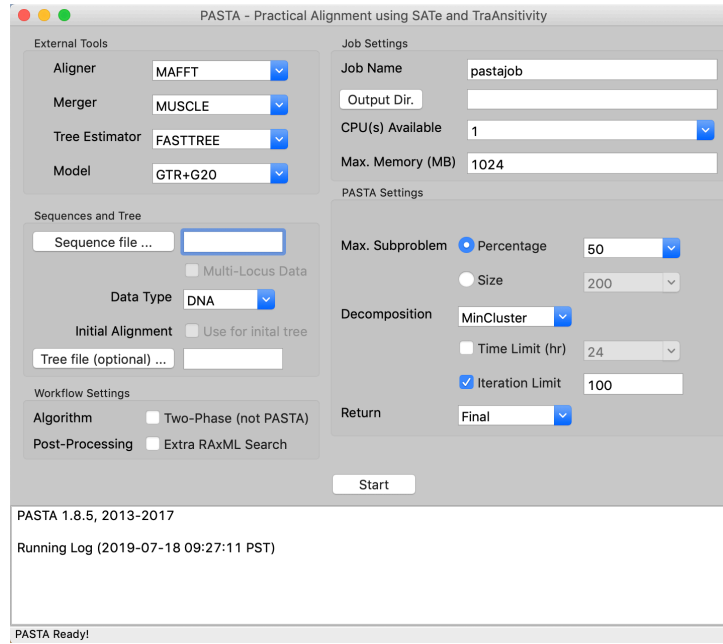 PASTA - Practical Alignment using SATe and TraAnsitivity
External Tools
Aligner MAFFT
Merger MUSCLE
Tree Estimator FASTTREE
Model GTR+G20
Sequences and Tree
Sequence file ...
Multi-Locus Data
Data Type DNA
Initial Alignment Use for inital tree
Tree file (optional) ...
Workflow Settings
Algorithm Two-Phase (not PASTA)
Post-Processing Extra RAxML Search
Job Settings
Job Name pastajob
Output Dir.
CPU(s) Available 1
Max. Memory (MB) 1024
PASTA Settings
Max. Subproblem Percentage 50
Size 200
Decomposition MinCluster
Time Limit (hr) 24
Iteration Limit 100
Return Final
Start
PASTA 1.8.5, 2013-2017
Running Log (2019-07-18 09:27:11 PST)
PASTA Ready!